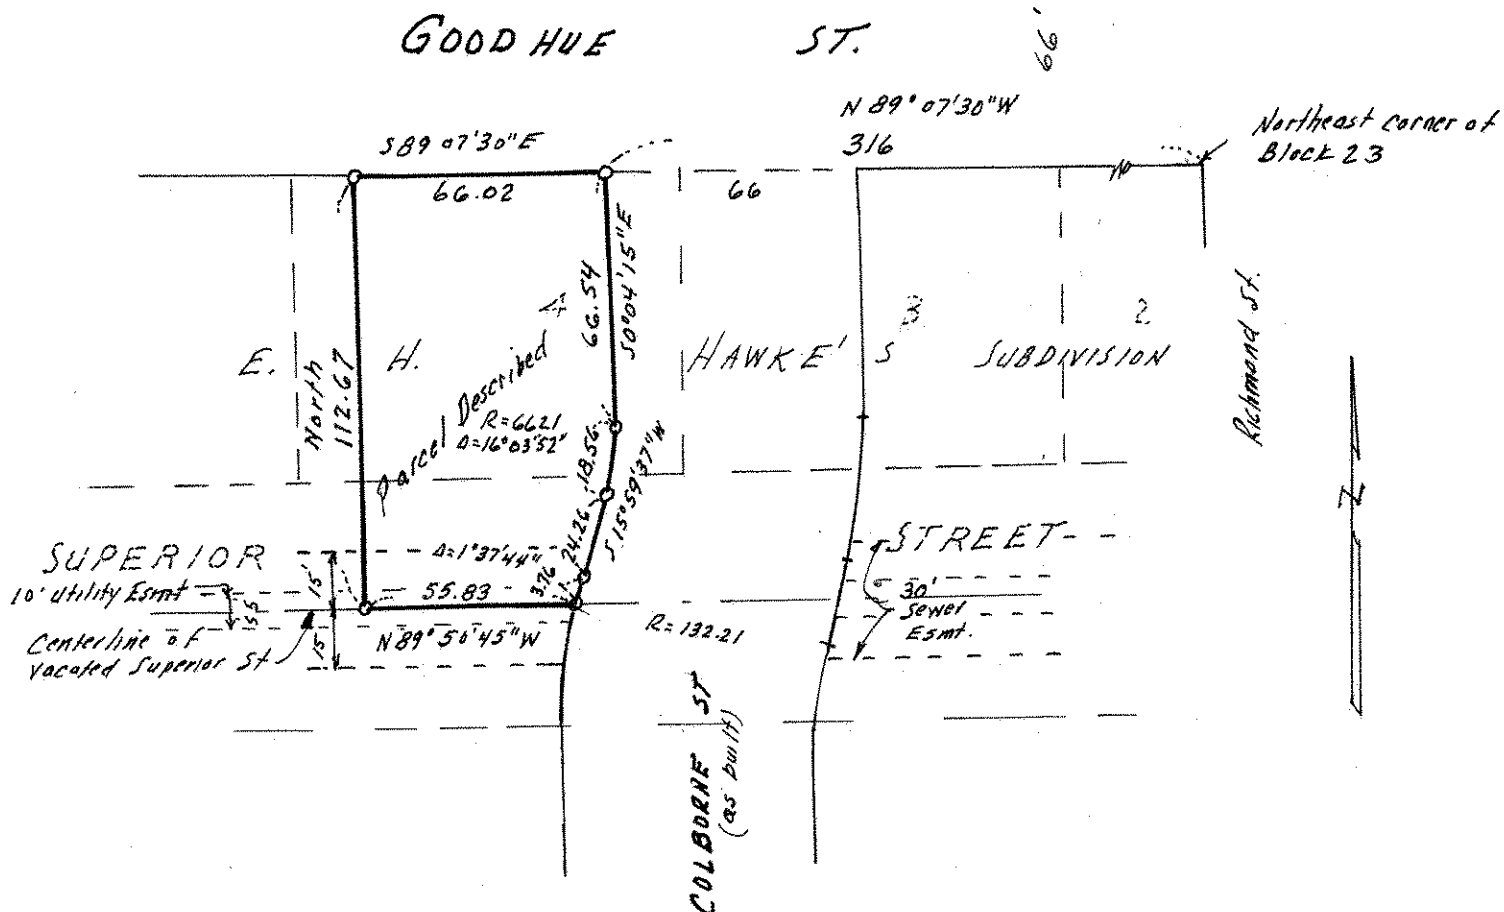 GOODHUE ST.
66'
N 89° 07'30"W
316
Northeast corner of
Block 23
S89 07'30"E
66.02
66
S0°04'15"E
66.54
North
112.67
4
3
2
E. H. HAWKE'S SUBDIVISION
Richmond St.
Parcel Described
R=66.21
Δ=16°03'52"
18.56
S.15°59'37"W
24.26
N
SUPERIOR STREET
Δ=1°37'44"
3.76
10' Utility Esmt
15'
5'5'
55.83
30'
Sewer
Esmt.
Centerline of
Vacated Superior St
15'
N 89° 50'45"W
R=132.21
COLBORNE ST
(as built)